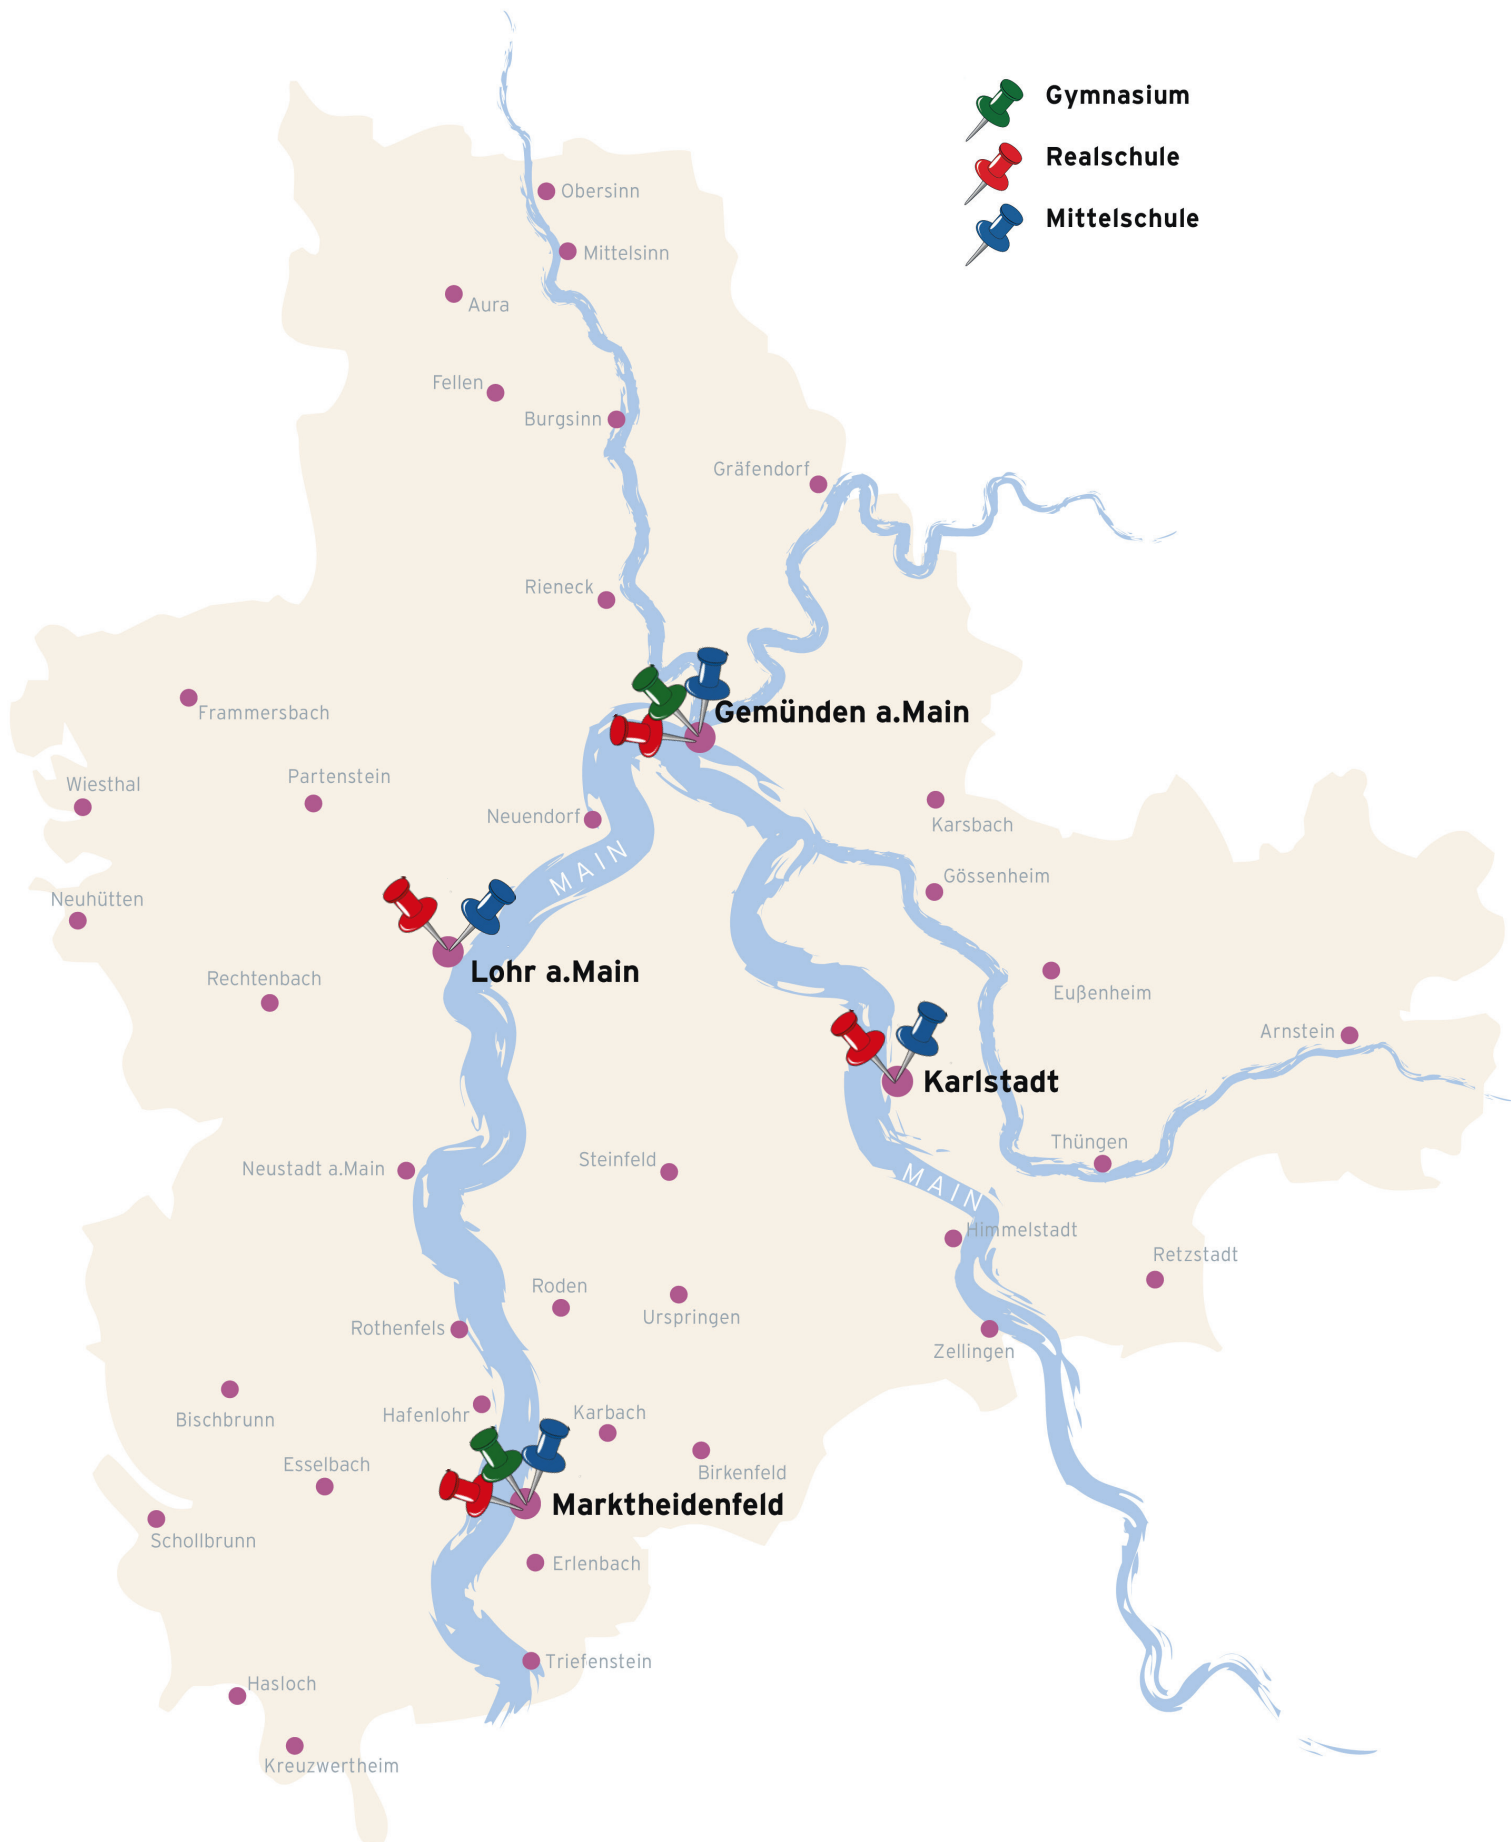 Gymnasium
Realschule
Mittelschule
Obersinn
Mittelsinn
Aura
Fellen
Burgsinn
Gräfendorf
Rieneck
Frammersbach
Gemünden a.Main
Wiesthal
Partenstein
Neuendorf
Karsbach
MAIN
Gössenheim
Neuhütten
Lohr a.Main
Rechtenbach
Eußenheim
Arnstein
Karlstadt
Thüngen
Neustadt a.Main
Steinfeld
MAIN
Himmelstadt
Retzstadt
Roden
Urspringen
Rothenfels
Zellingen
Bischbrunn
Hafenlohr
Karbach
Esselbach
Birkenfeld
Marktheidenfeld
Schollbrunn
Erlenbach
Triefenstein
Hasloch
Kreuzwertheim